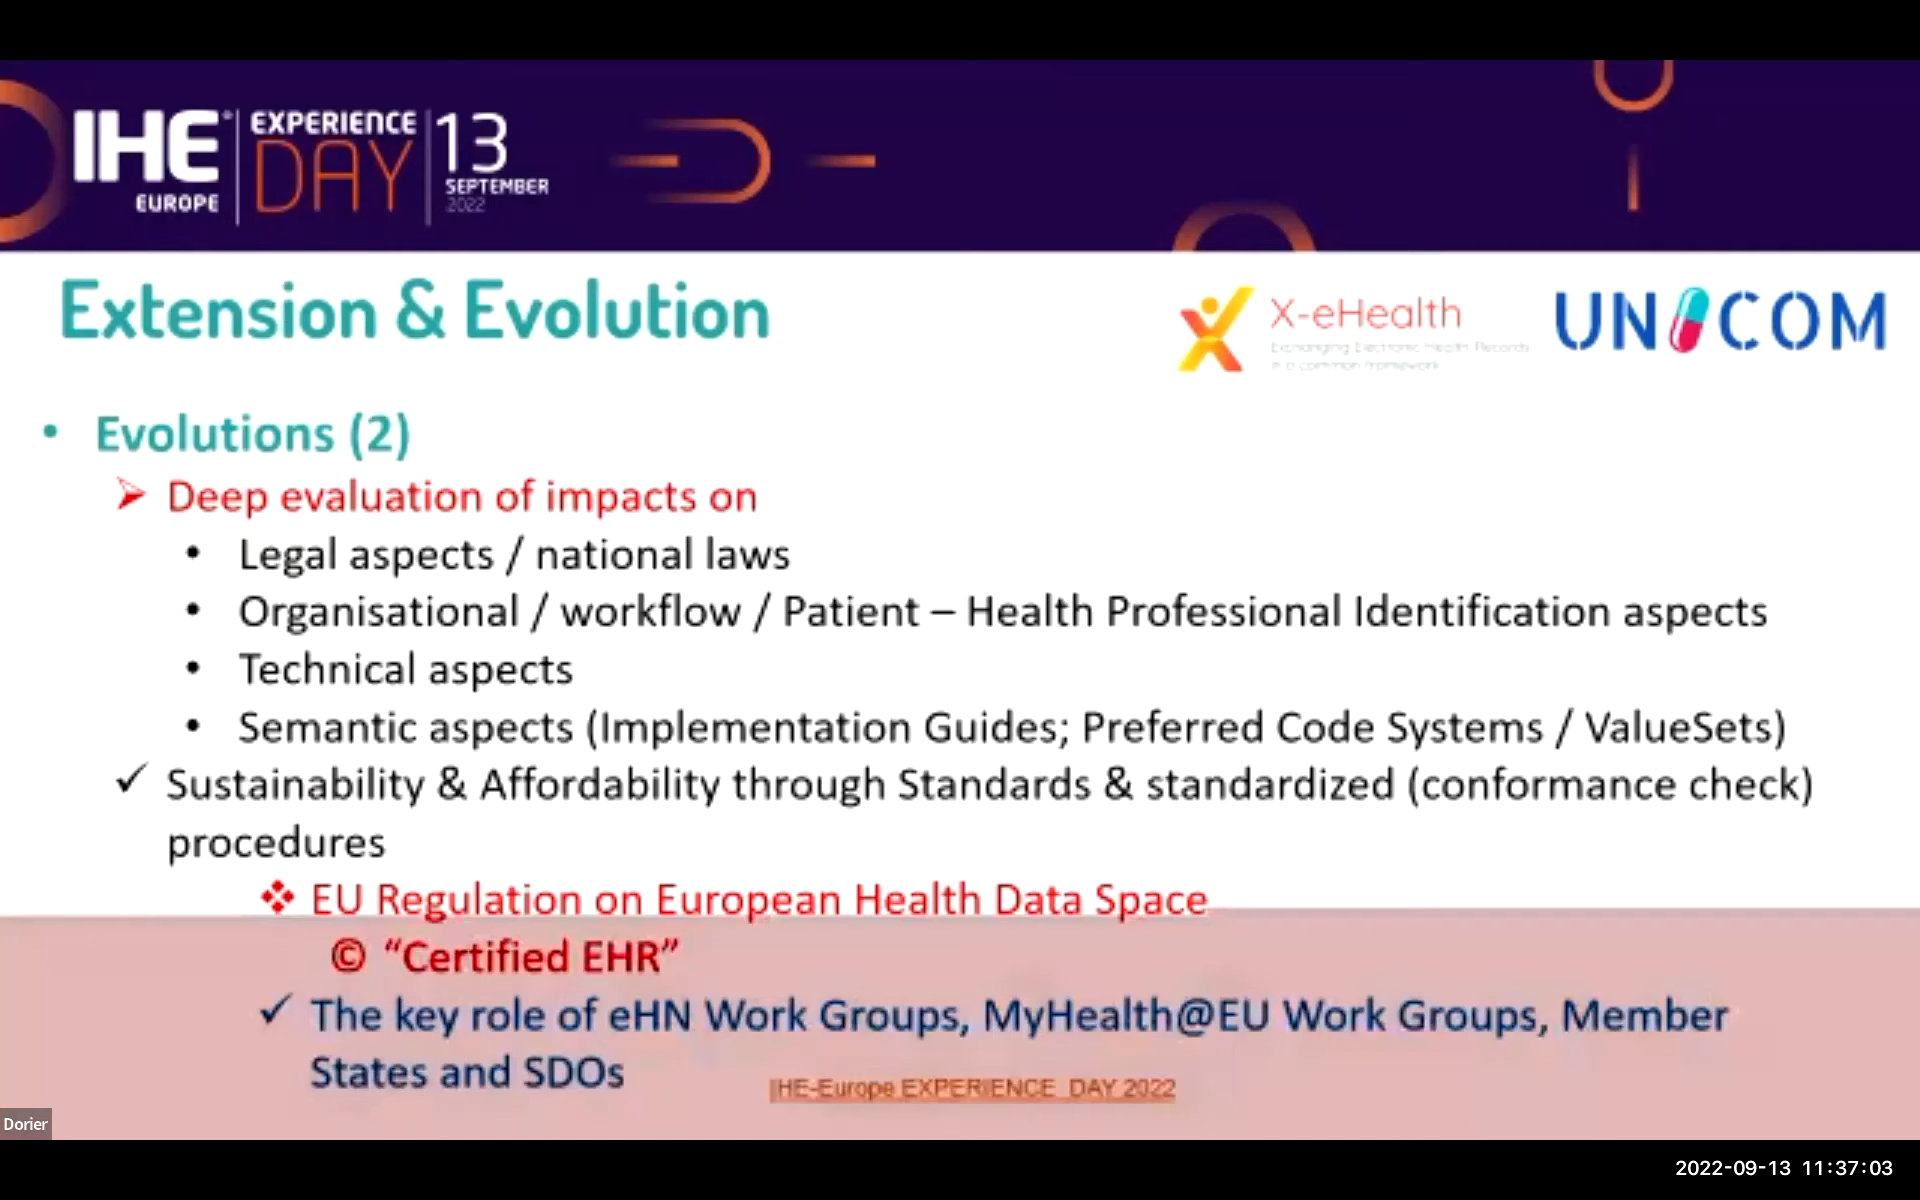 IHE® EXPERIENCE 13
DAY SEPTEMBER
EUROPE 2022
Extension & Evolution
X-eHealth
Exchanging Electronic Health Records
in a common framework
UNICOM
• Evolutions (2)
➢ Deep evaluation of impacts on
• Legal aspects / national laws
• Organisational / workflow / Patient – Health Professional Identification aspects
• Technical aspects
• Semantic aspects (Implementation Guides; Preferred Code Systems / ValueSets)
✓ Sustainability & Affordability through Standards & standardized (conformance check)
procedures
❖ EU Regulation on European Health Data Space
© “Certified EHR”
✓ The key role of eHN Work Groups, MyHealth@EU Work Groups, Member
States and SDOs
IHE-Europe EXPERIENCE DAY 2022
Dorier
2022-09-13 11:37:03